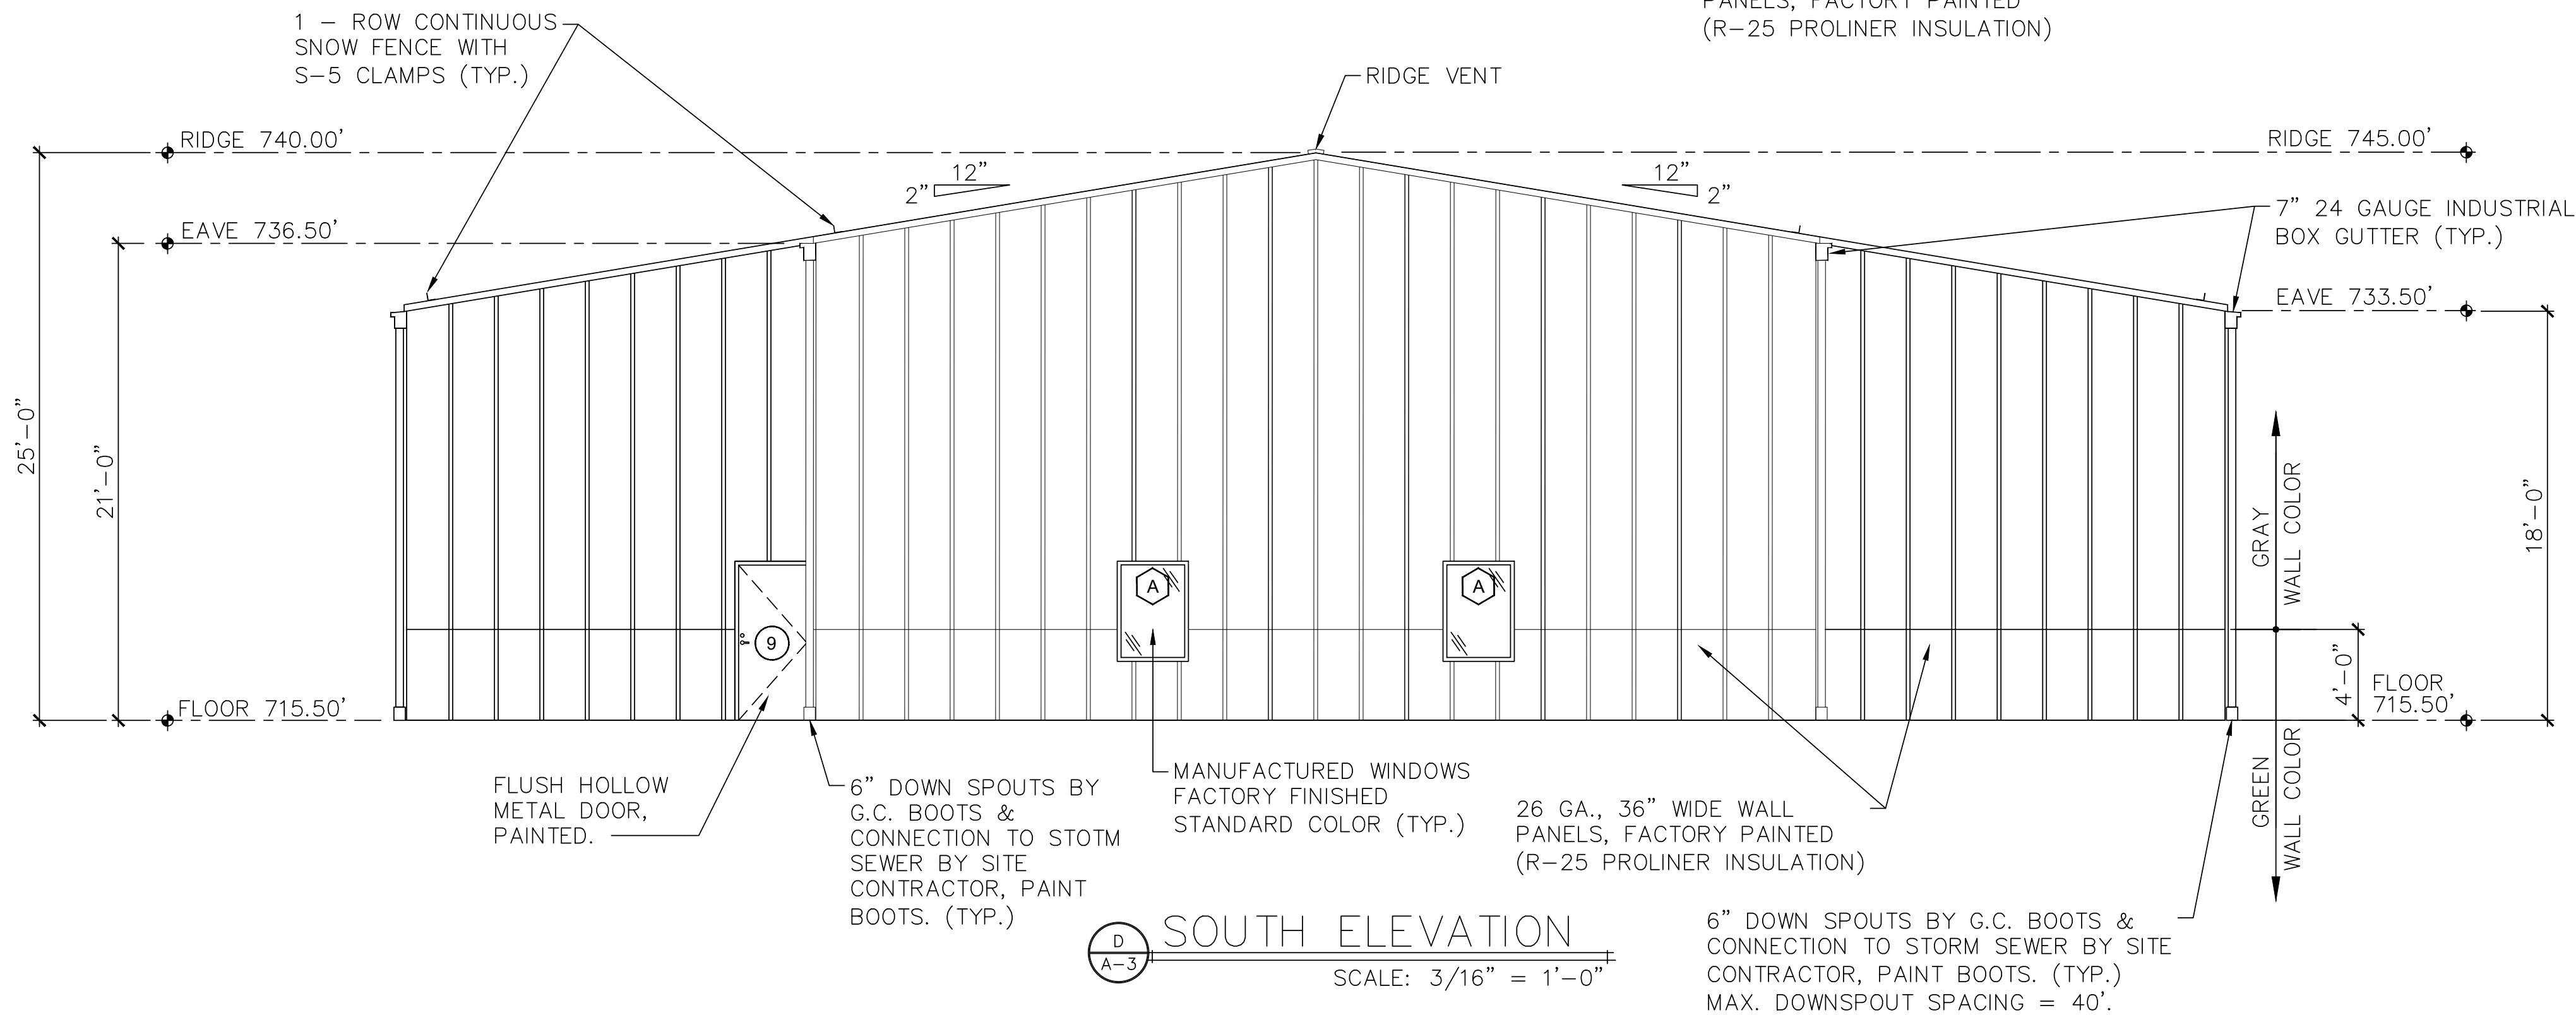 PANELS, FACTORY PAINTED
(R-25 PROLINER INSULATION)
1 - ROW CONTINUOUS
SNOW FENCE WITH
S-5 CLAMPS (TYP.)
RIDGE VENT
RIDGE 740.00'
RIDGE 745.00'
12"
2"
12"
2"
EAVE 736.50'
7" 24 GAUGE INDUSTRIAL
BOX GUTTER (TYP.)
EAVE 733.50'
25'-0"
21'-0"
18'-0"
GRAY
WALL COLOR
A
A
9
4'-0"
FLOOR 715.50'
FLOOR
715.50'
GREEN
WALL COLOR
FLUSH HOLLOW
METAL DOOR,
PAINTED.
6" DOWN SPOUTS BY
G.C. BOOTS &
CONNECTION TO STOTM
SEWER BY SITE
CONTRACTOR, PAINT
BOOTS. (TYP.)
MANUFACTURED WINDOWS
FACTORY FINISHED
STANDARD COLOR (TYP.)
26 GA., 36" WIDE WALL
PANELS, FACTORY PAINTED
(R-25 PROLINER INSULATION)
6" DOWN SPOUTS BY G.C. BOOTS &
CONNECTION TO STORM SEWER BY SITE
CONTRACTOR, PAINT BOOTS. (TYP.)
MAX. DOWNSPOUT SPACING = 40'.
D
A-3
SOUTH ELEVATION
SCALE: 3/16" = 1'-0"